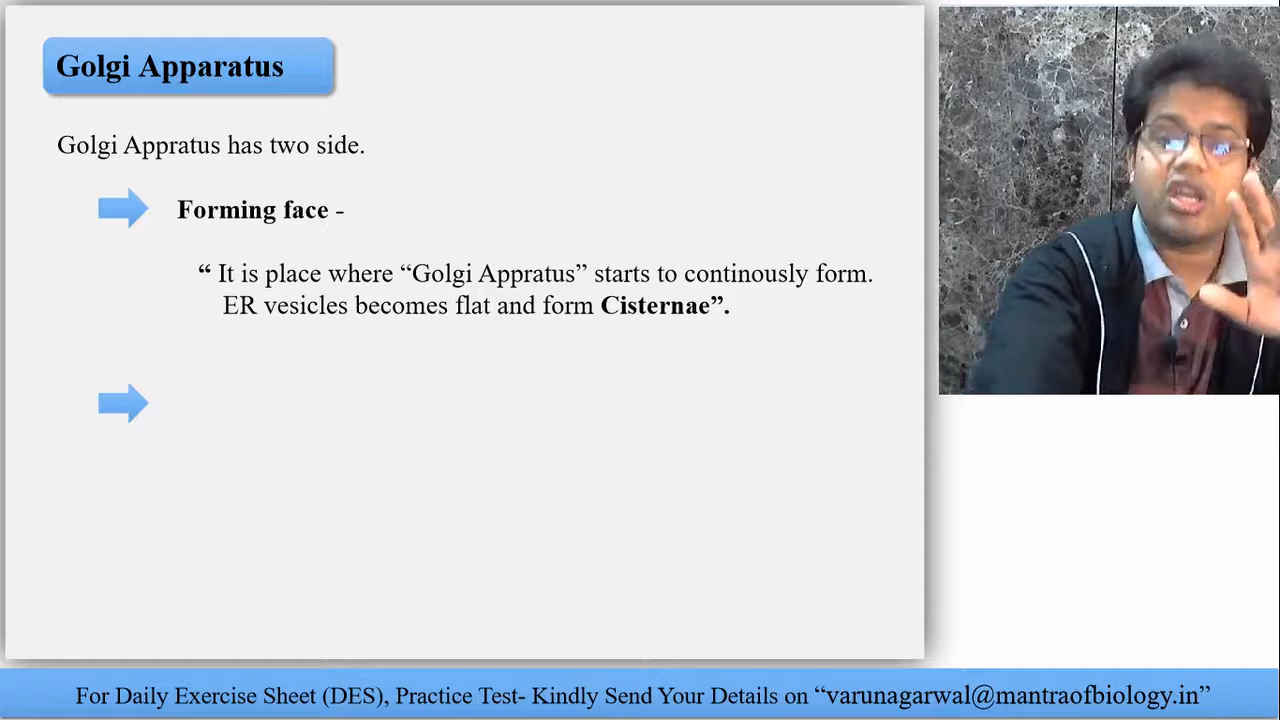 Golgi Apparatus
Golgi Appratus has two side.
Forming face -
“ It is place where “Golgi Appratus” starts to continously form.
ER vesicles becomes flat and form Cisternae”.
For Daily Exercise Sheet (DES), Practice Test- Kindly Send Your Details on “varunagarwal@mantraofbiology.in”